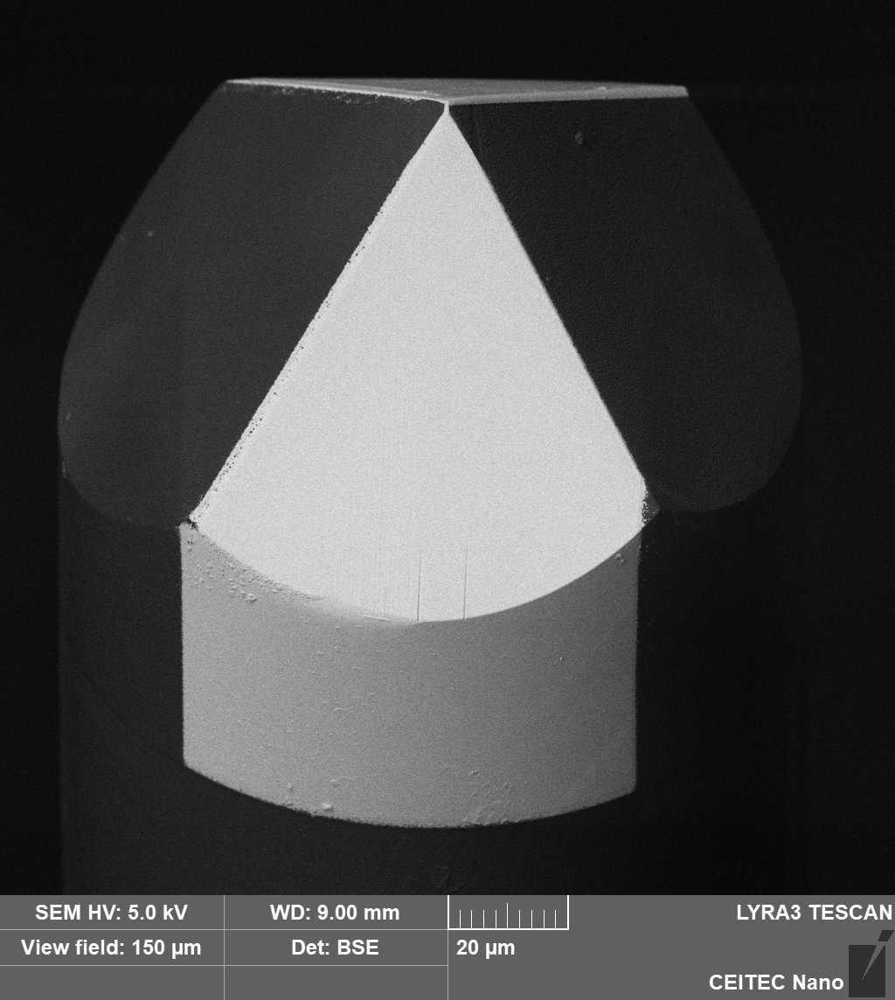 SEM HV: 5.0 kV
WD: 9.00 mm
LYRA3 TESCAN
View field: 150 µm
Det: BSE
20 µm
CEITEC Nano